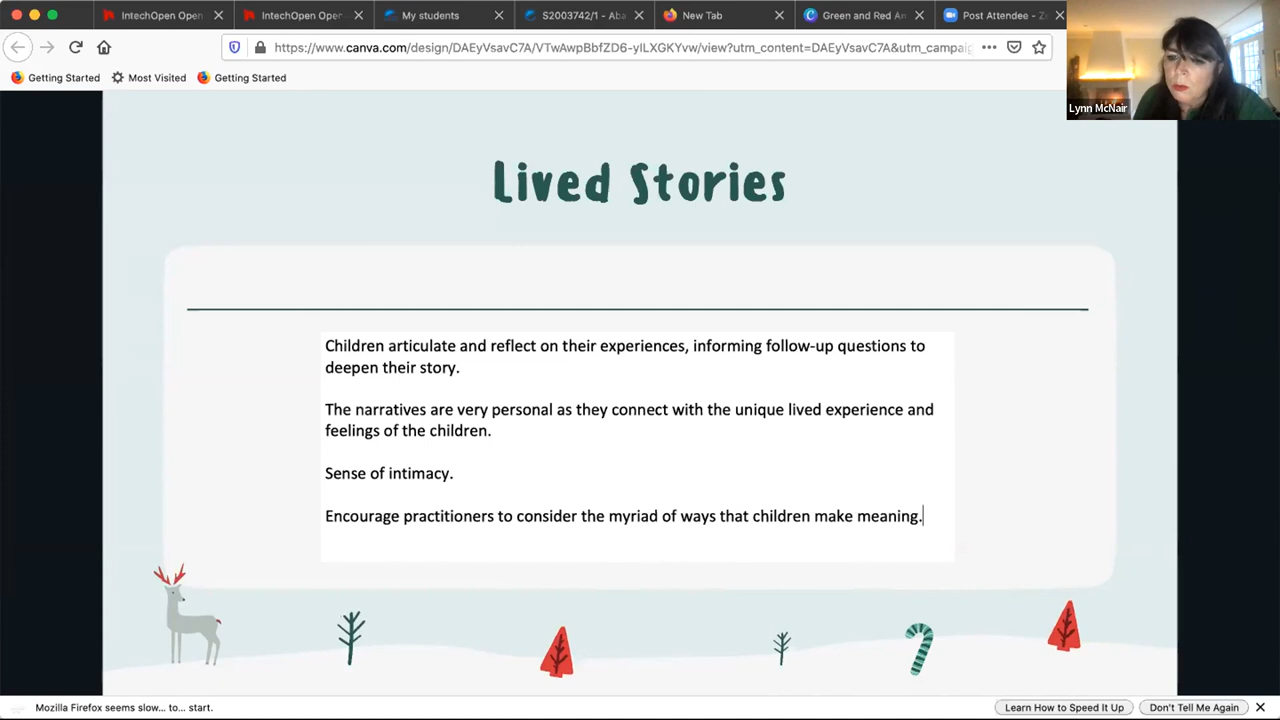 IntechOpen Open
IntechOpen Open
My students
S2003742/1 - Aba
New Tab
Green and Red An
Post Attendee - Ze
https://www.canva.com/design/DAEyVsavC7A/VTwAwpBbfZD6-yILXGKYvw/view?utm_content=DAEyVsavC7A&utm_campaig
Getting Started
Most Visited
Getting Started
Lynn McNair
Lived Stories
Children articulate and reflect on their experiences, informing follow-up questions to
deepen their story.
The narratives are very personal as they connect with the unique lived experience and
feelings of the children.
Sense of intimacy.
Encourage practitioners to consider the myriad of ways that children make meaning.
Mozilla Firefox seems slow... to... start.
Learn How to Speed It Up
Don't Tell Me Again